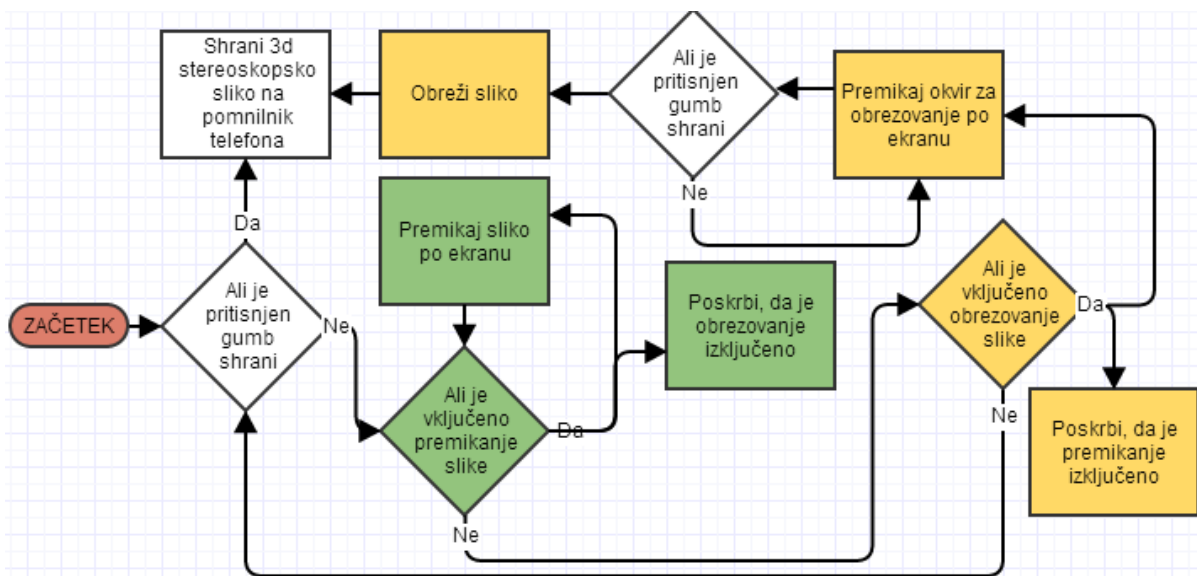 Shrani 3d
stereoskopsko
sliko na
pomnilnik
telefona
Obreži sliko
Ali je
pritisnjen
gumb
shrani
Premikaj okvir za
obrezovanje po
ekranu
Ne
Da
Premikaj sliko
po ekranu
Ali je
vključeno
obrezovanje
slike
Da
ZAČETEK
Ali je
pritisnjen
gumb
shrani
Ne
Poskrbi, da je
obrezovanje
izključeno
Ali je
vključeno
premikanje
slike
Da
Ne
Poskrbi, da je
premikanje
izključeno
Ne